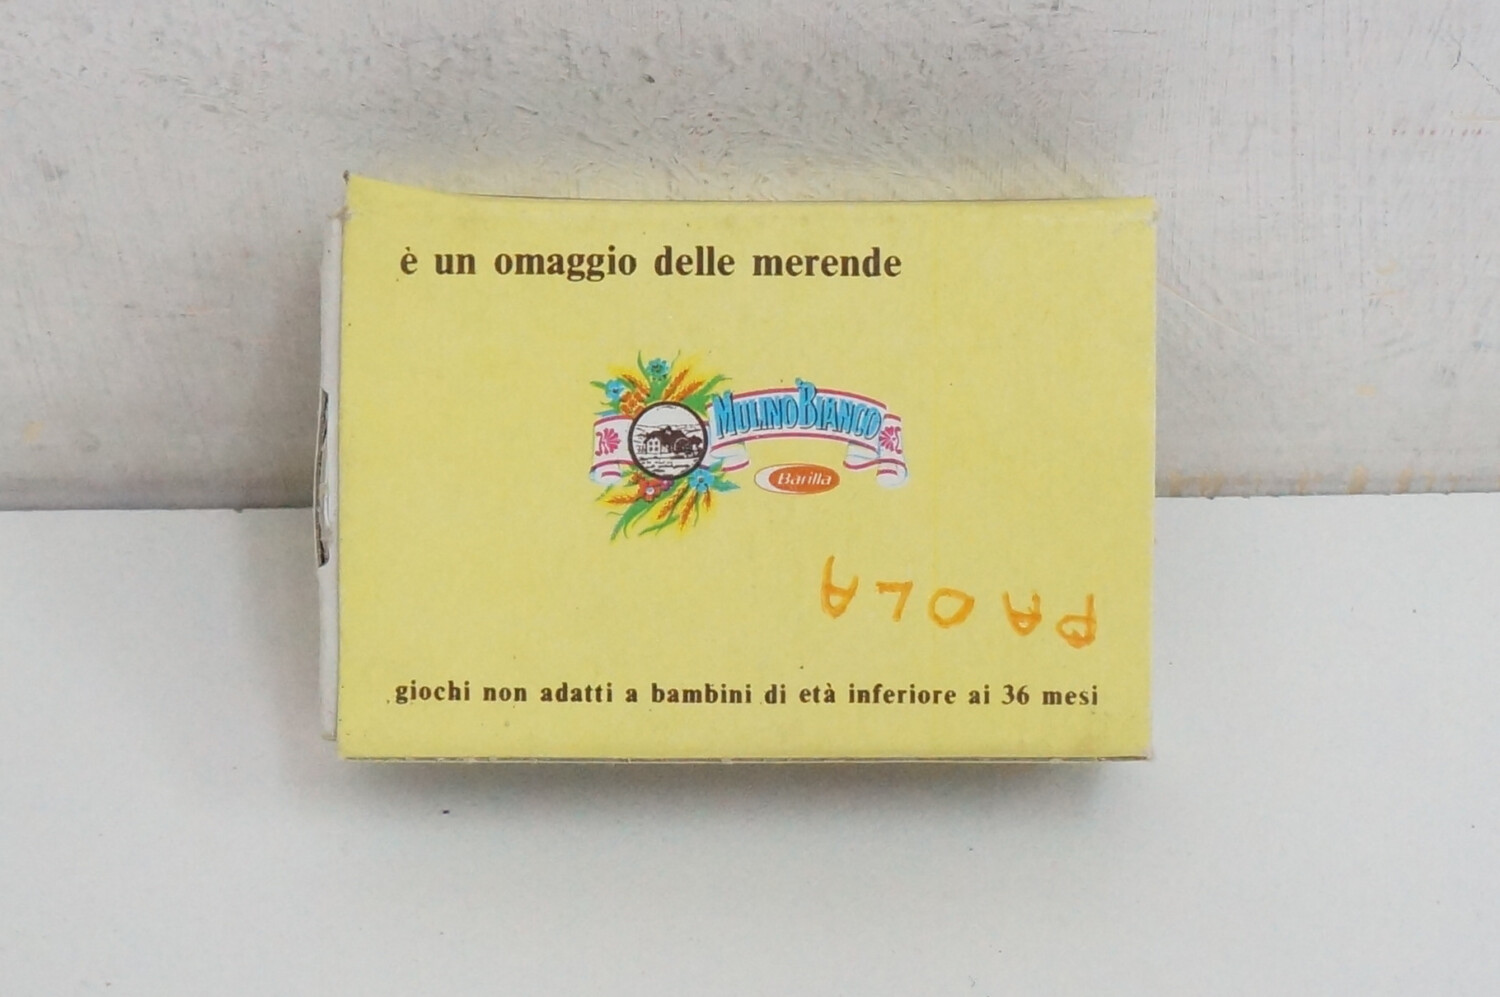 è un omaggio delle merende
MULINO BIANCO
Barilla
PAOLA
giochi non adatti a bambini di età inferiore ai 36 mesi